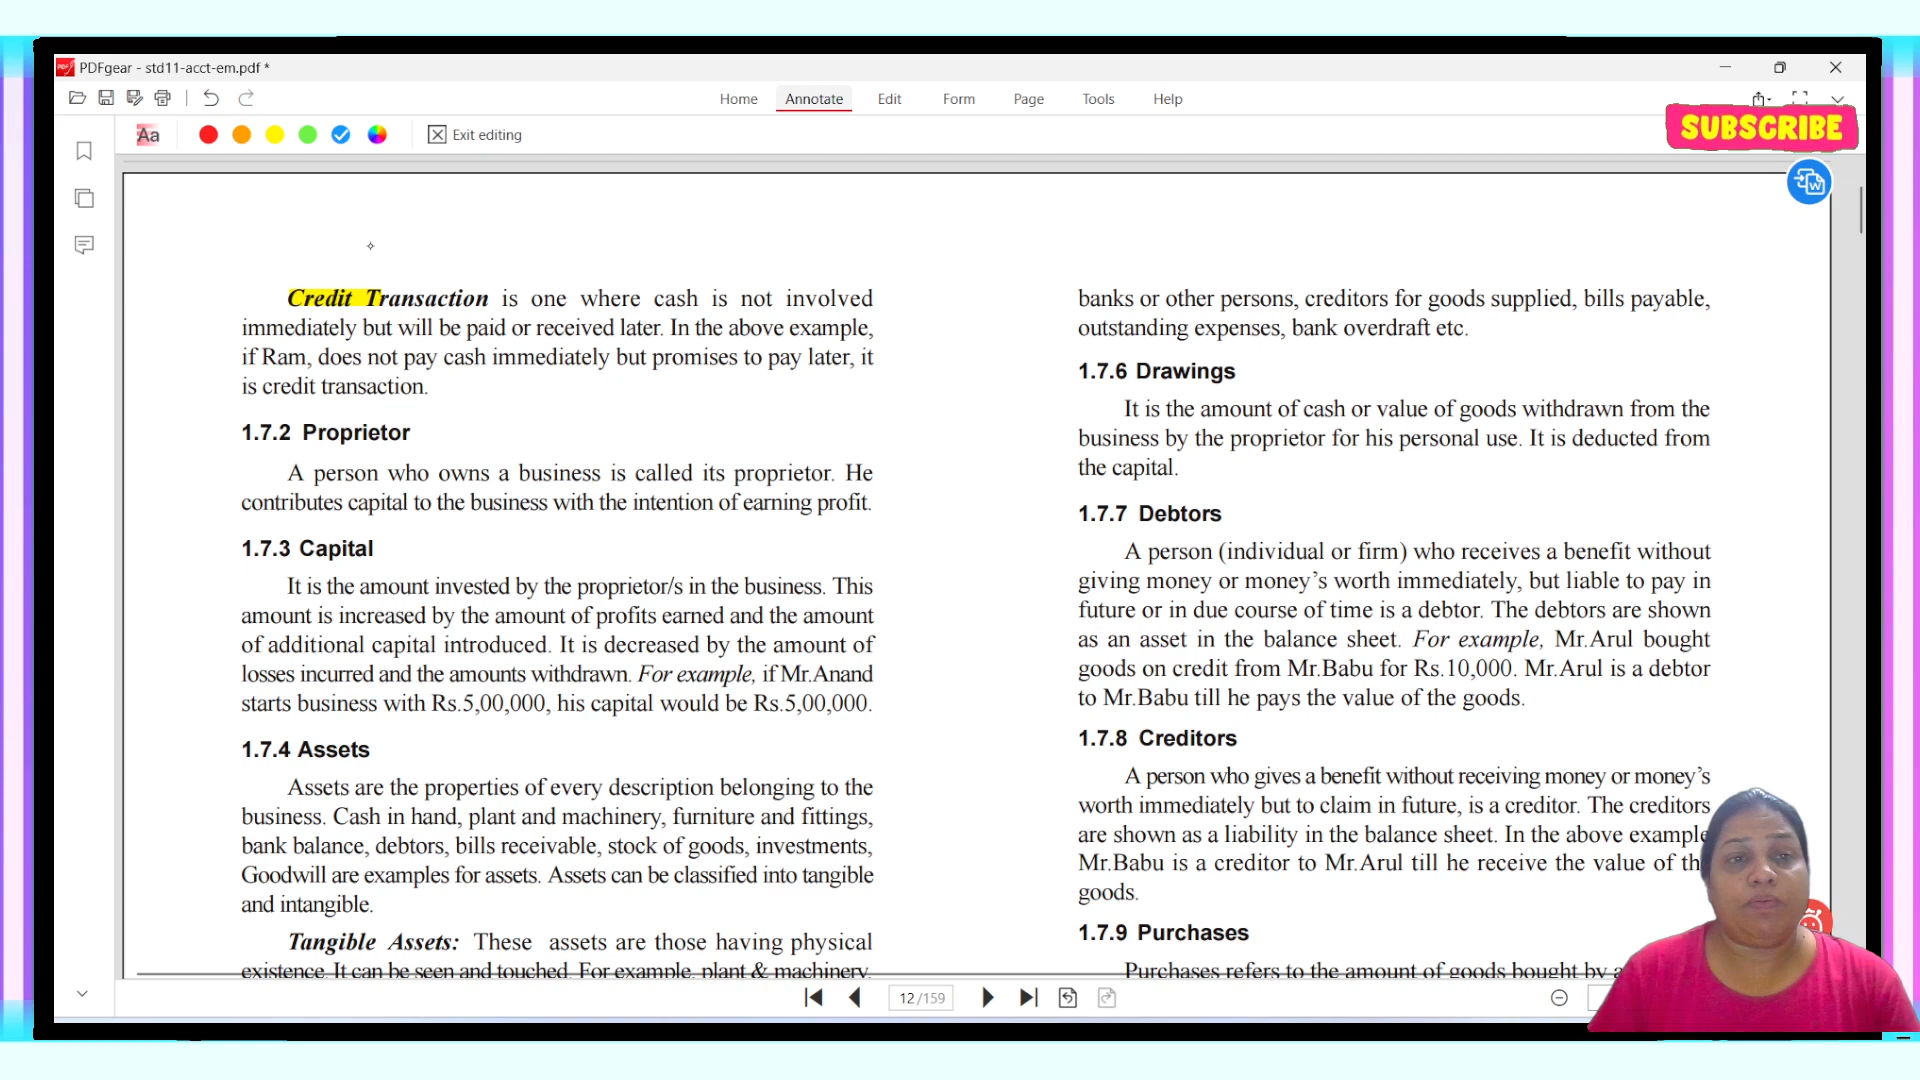 PDFgear - std11-acct-em.pdf *
Home Annotate Edit Form Page Tools Help
Aa Exit editing
SUBSCRIBE
Credit Transaction is one where cash is not involved
immediately but will be paid or received later. In the above example,
if Ram, does not pay cash immediately but promises to pay later, it
is credit transaction.
1.7.2 Proprietor
A person who owns a business is called its proprietor. He
contributes capital to the business with the intention of earning profit.
1.7.3 Capital
It is the amount invested by the proprietor/s in the business. This
amount is increased by the amount of profits earned and the amount
of additional capital introduced. It is decreased by the amount of
losses incurred and the amounts withdrawn. For example, if Mr.Anand
starts business with Rs.5,00,000, his capital would be Rs.5,00,000.
1.7.4 Assets
Assets are the properties of every description belonging to the
business. Cash in hand, plant and machinery, furniture and fittings,
bank balance, debtors, bills receivable, stock of goods, investments,
Goodwill are examples for assets. Assets can be classified into tangible
and intangible.
Tangible Assets: These assets are those having physical
existence. It can be seen and touched. For example, plant & machinery,
banks or other persons, creditors for goods supplied, bills payable,
outstanding expenses, bank overdraft etc.
1.7.6 Drawings
It is the amount of cash or value of goods withdrawn from the
business by the proprietor for his personal use. It is deducted from
the capital.
1.7.7 Debtors
A person (individual or firm) who receives a benefit without
giving money or money's worth immediately, but liable to pay in
future or in due course of time is a debtor. The debtors are shown
as an asset in the balance sheet. For example, Mr.Arul bought
goods on credit from Mr.Babu for Rs.10,000. Mr.Arul is a debtor
to Mr.Babu till he pays the value of the goods.
1.7.8 Creditors
A person who gives a benefit without receiving money or money's
worth immediately but to claim in future, is a creditor. The creditors
are shown as a liability in the balance sheet. In the above example
Mr.Babu is a creditor to Mr.Arul till he receive the value of the
goods.
1.7.9 Purchases
Purchases refers to the amount of goods bought by a
12 /159